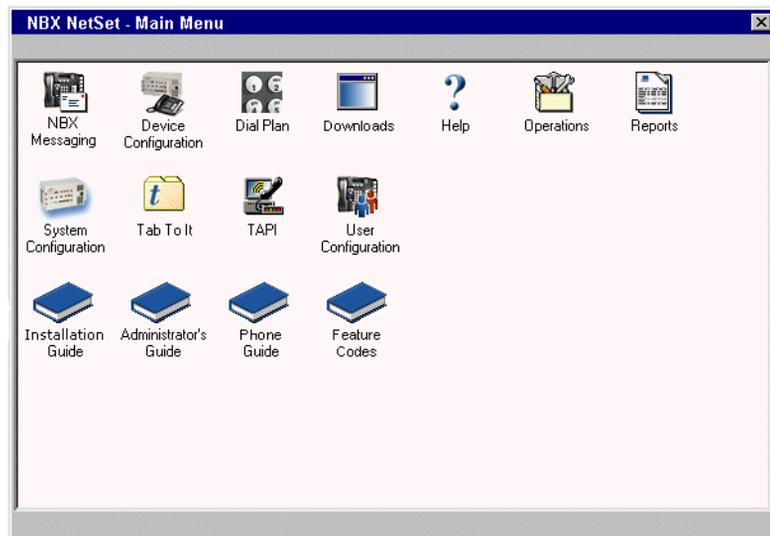 NBX NetSet - Main Menu
NBX Messaging
Device Configuration
Dial Plan
Downloads
Help
Operations
Reports
System Configuration
Tab To It
TAPI
User Configuration
Installation Guide
Administrator's Guide
Phone Guide
Feature Codes